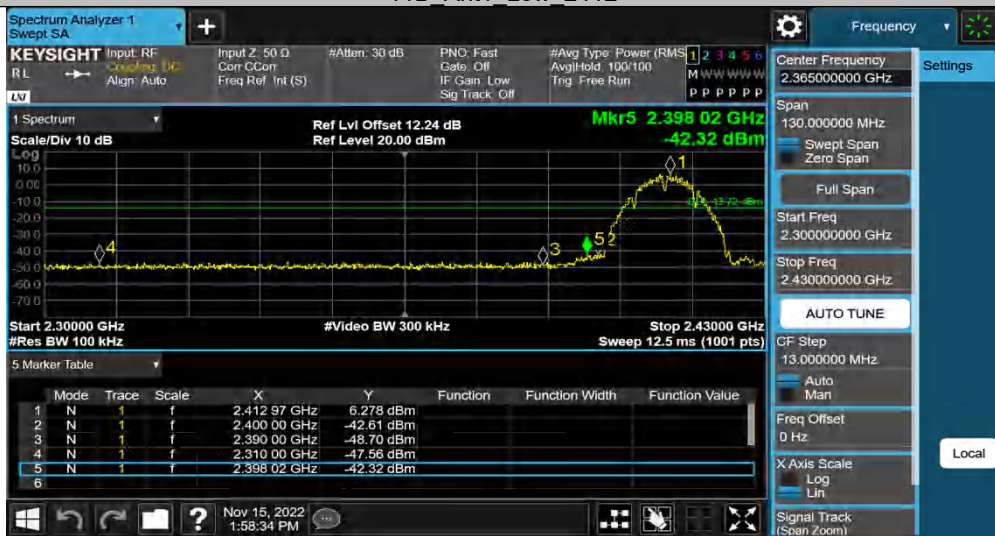 Spectrum Analyzer 1
Swept SA
+
Frequency
KEYSIGHT
Input: RF
Coupling: DC
Align: Auto
Input Z: 50 Ω
Corr CCorr
Freq Ref: Int (S)
#Atten: 30 dB
PNO: Fast
Gate: Off
IF Gain: Low
Sig Track: Off
#Avg Type: Power (RMS
Avg|Hold: 100/100
Trig: Free Run
1 2 3 4 5 6
M W W W W W
P P P P P P
R L
LXI
Center Frequency
2.365000000 GHz
Settings
Span
130.000000 MHz
Swept Span
Zero Span
Full Span
Start Freq
2.300000000 GHz
Stop Freq
2.430000000 GHz
AUTO TUNE
CF Step
13.000000 MHz
Auto
Man
Freq Offset
0 Hz
X Axis Scale
Log
Lin
Signal Track
(Span Zoom)
Local
1 Spectrum
Scale/Div 10 dB
Ref Lvl Offset 12.24 dB
Ref Level 20.00 dBm
Mkr5 2.398 02 GHz
-42.32 dBm
Log
10.0
0.00
-10.0
-20.0
-30.0
-40.0
-50.0
-60.0
-70.0
1
4
3
5
2
Start 2.30000 GHz
#Res BW 100 kHz
#Video BW 300 kHz
Stop 2.43000 GHz
Sweep 12.5 ms (1001 pts)
5 Marker Table
Mode Trace Scale X Y Function Function Width Function Value
1 N 1 f 2.412 97 GHz 6.278 dBm
2 N 1 f 2.400 00 GHz -42.61 dBm
3 N 1 f 2.390 00 GHz -48.70 dBm
4 N 1 f 2.310 00 GHz -47.56 dBm
5 N 1 f 2.398 02 GHz -42.32 dBm
6
?
Nov 15, 2022
1:58:34 PM